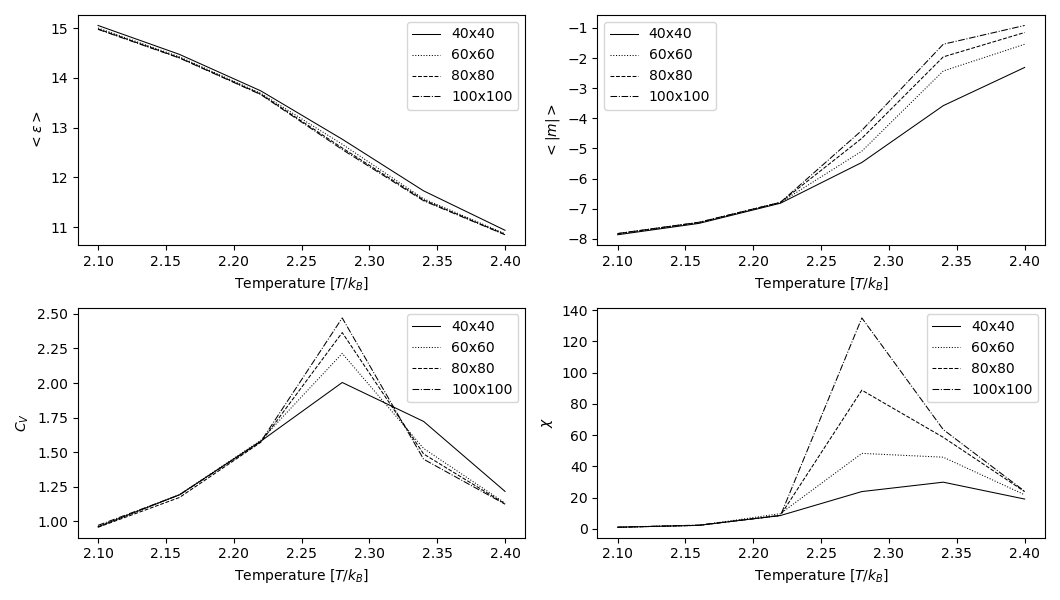 15
14
13
12
11
< ε >
40x40
60x60
80x80
100x100
2.10 2.15 2.20 2.25 2.30 2.35 2.40
Temperature [T/k_B]
−1
−2
−3
−4
−5
−6
−7
−8
< |m| >
40x40
60x60
80x80
100x100
2.10 2.15 2.20 2.25 2.30 2.35 2.40
Temperature [T/k_B]
2.50
2.25
2.00
1.75
1.50
1.25
1.00
C_V
40x40
60x60
80x80
100x100
2.10 2.15 2.20 2.25 2.30 2.35 2.40
Temperature [T/k_B]
140
120
100
80
60
40
20
0
χ
40x40
60x60
80x80
100x100
2.10 2.15 2.20 2.25 2.30 2.35 2.40
Temperature [T/k_B]